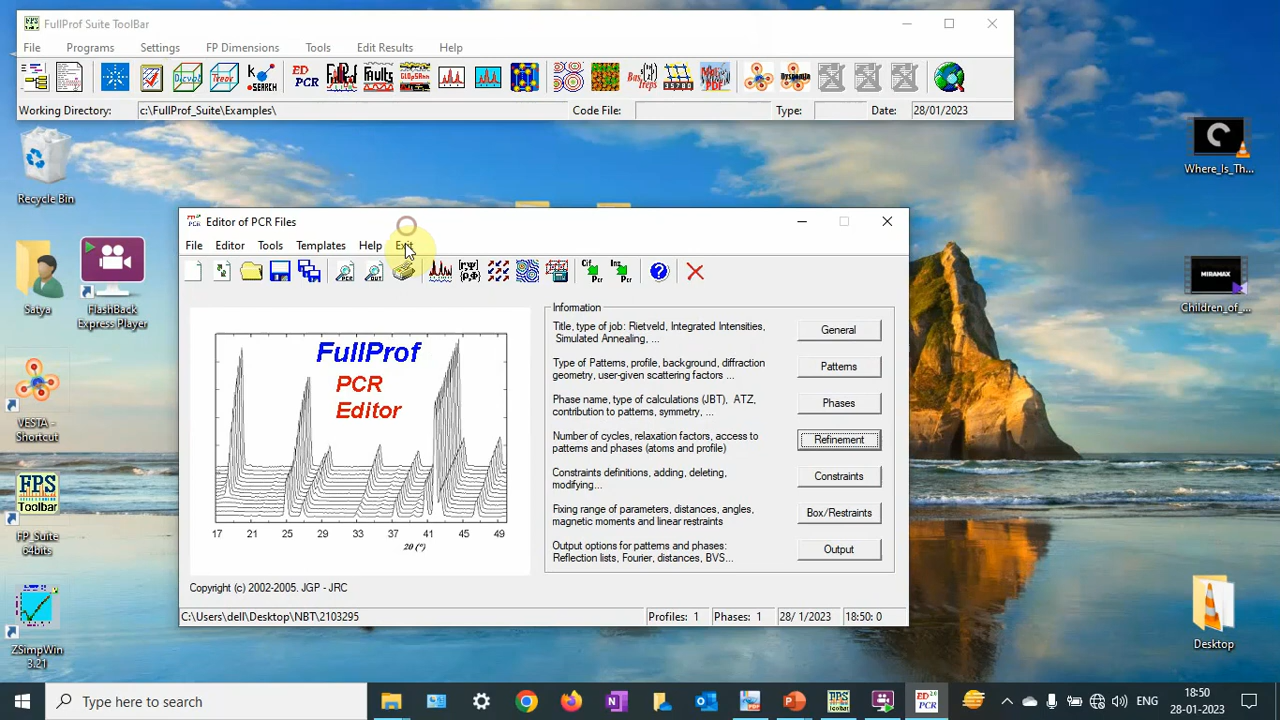 FullProf Suite ToolBar
File Programs Settings FP Dimensions Tools Edit Results Help
ED PCR
K SEARCH
Working Directory: c:\FullProf_Suite\Examples\ Code File: Type: Date: 28/01/2023
Recycle Bin
Satya
FlashBack Express Player
VESTA - Shortcut
FPS Toolbar
FP_Suite 64bits
ZSimpWin 3.21
Where_Is_Th...
MIRAMAX
Children_of_...
Desktop
Editor of PCR Files
File Editor Tools Templates Help Exit
Cif Pcr Ins Pcr
FullProf
PCR
Editor
17 21 25 29 33 37 41 45 49
2θ (°)
Copyright (c) 2002-2005. JGP - JRC
Information
Title, type of job: Rietveld, Integrated Intensities,
Simulated Annealing, ...
General
Type of Patterns, profile, background, diffraction
geometry, user-given scattering factors ...
Patterns
Phase name, type of calculations (JBT), ATZ,
contribution to patterns, symmetry, ...
Phases
Number of cycles, relaxation factors, access to
patterns and phases (atoms and profile)
Refinement
Constraints definitions, adding, deleting,
modifying...
Constraints
Fixing range of parameters, distances, angles,
magnetic moments and linear restraints
Box/Restraints
Output options for patterns and phases:
Reflection lists, Fourier, distances, BVS...
Output
C:\Users\dell\Desktop\NBT\2103295 Profiles: 1 Phases: 1 28/ 1/2023 18:50: 0
Type here to search
ENG
18:50
28-01-2023